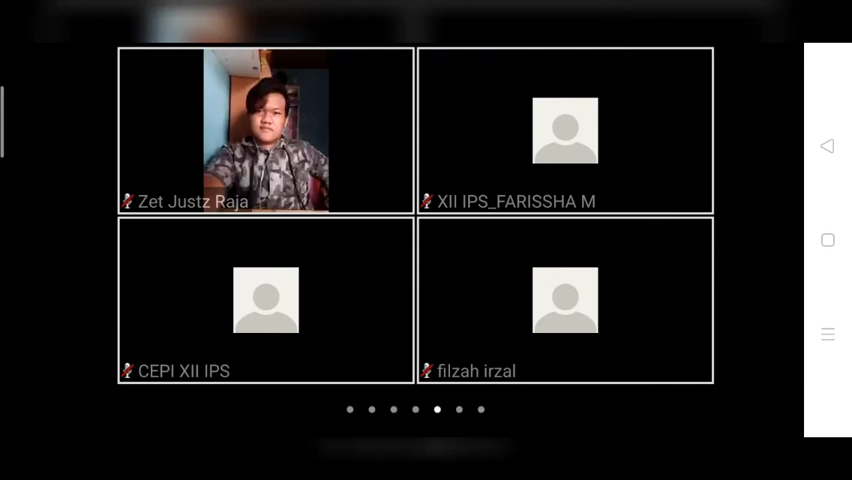 Zet Justz Raja
XII IPS_FARISSHA M
CEPI XII IPS
filzah irzal